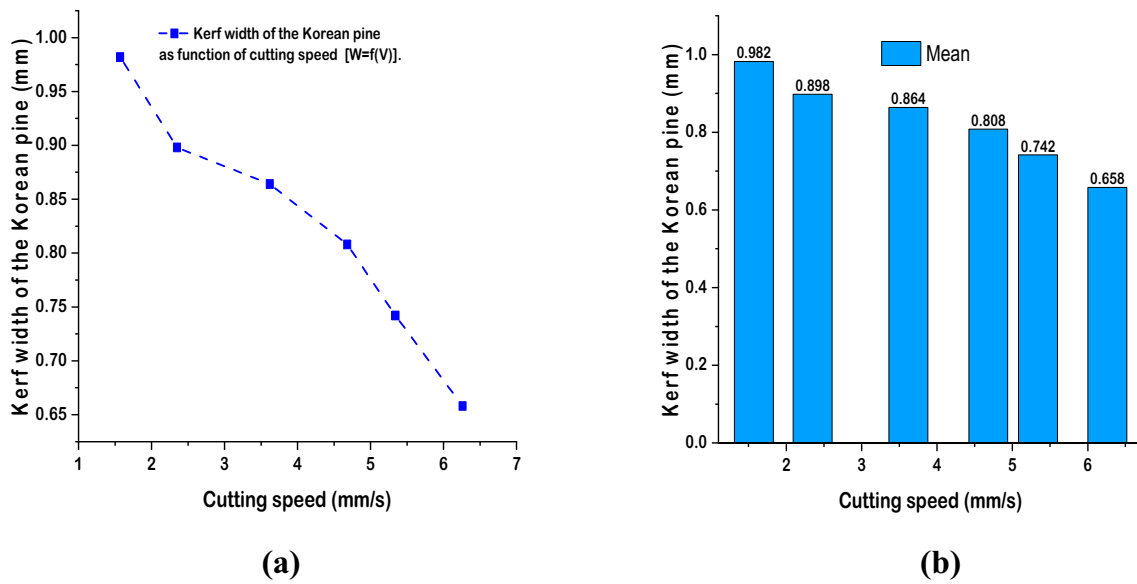 Kerf width of the Korean pine
as function of cutting speed [W=f(V)].
Kerf width of the Korean pine (mm)
1.00
0.95
0.90
0.85
0.80
0.75
0.70
0.65
1 2 3 4 5 6 7
Cutting speed (mm/s)
(a)
Mean
Kerf width of the Korean pine (mm)
1.0
0.8
0.6
0.4
0.2
0.0
0.982
0.898
0.864
0.808
0.742
0.658
2 3 4 5 6
Cutting speed (mm/s)
(b)